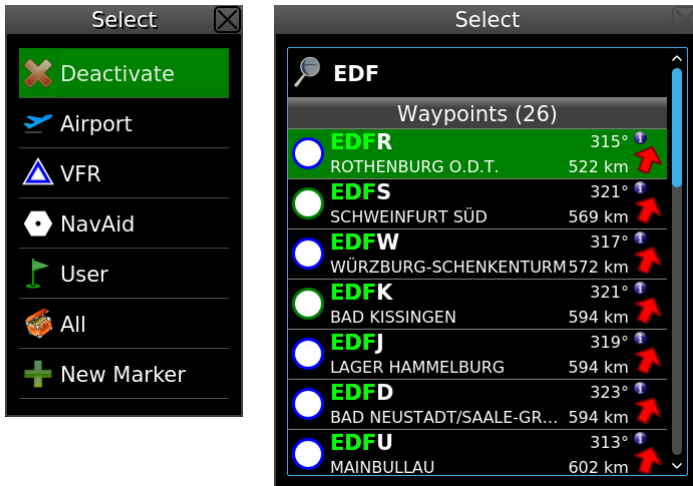 Select
Deactivate
Airport
VFR
NavAid
User
All
New Marker
Select
EDF
Waypoints (26)
EDFR 315°
ROTHENBURG O.D.T. 522 km
EDFS 321°
SCHWEINFURT SÜD 569 km
EDFW 317°
WÜRZBURG-SCHENKENTURM 572 km
EDFK 321°
BAD KISSINGEN 594 km
EDFJ 319°
LAGER HAMMELBURG 594 km
EDFD 323°
BAD NEUSTADT/SAALE-GR... 594 km
EDFU 313°
MAINBULLAU 602 km